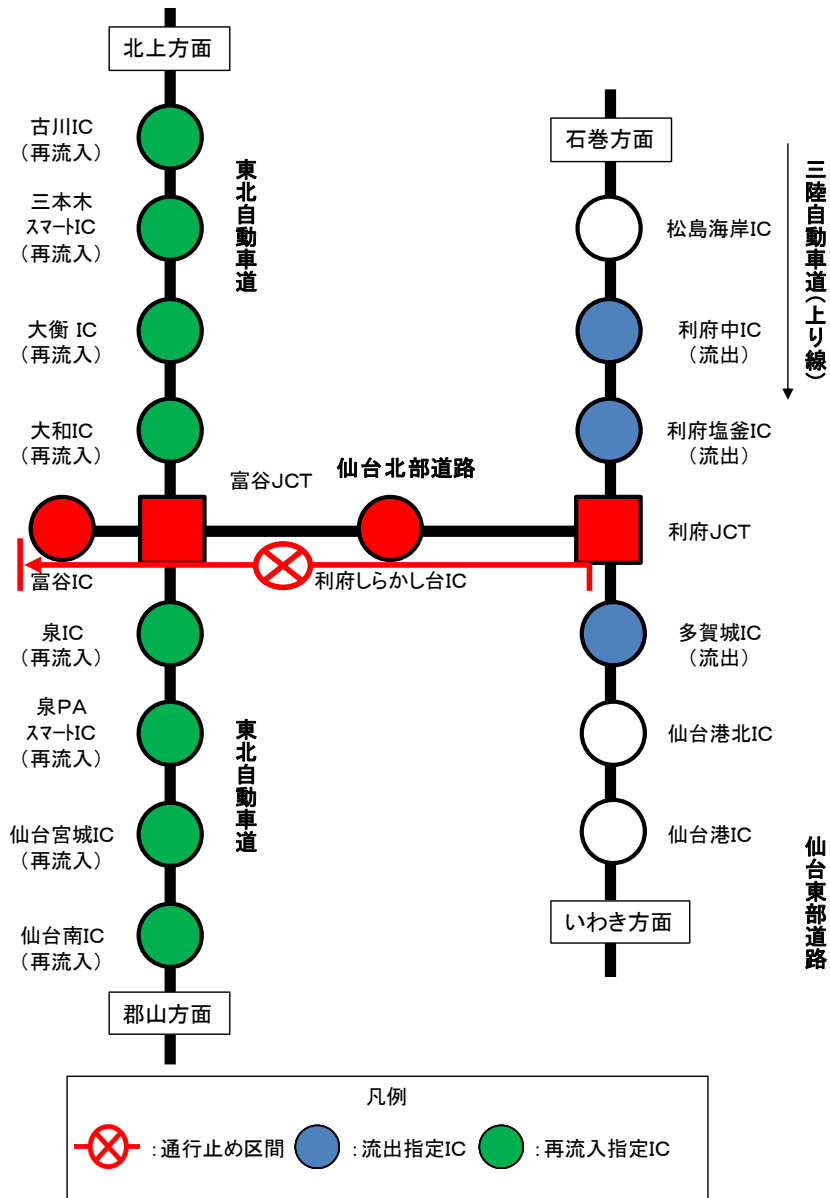 北上方面
古川IC
(再流入)
三本木
スマートIC
(再流入)
大衡 IC
(再流入)
大和IC
(再流入)
東北自動車道
石巻方面
松島海岸IC
利府中IC
(流出)
利府塩釜IC
(流出)
三陸自動車道(上り線)
富谷JCT
仙台北部道路
利府JCT
富谷IC
利府しらかし台IC
泉IC
(再流入)
泉PA
スマートIC
(再流入)
仙台宮城IC
(再流入)
仙台南IC
(再流入)
東北自動車道
郡山方面
多賀城IC
(流出)
仙台港北IC
仙台港IC
いわき方面
仙台東部道路
凡例
:通行止め区間 :流出指定IC :再流入指定IC